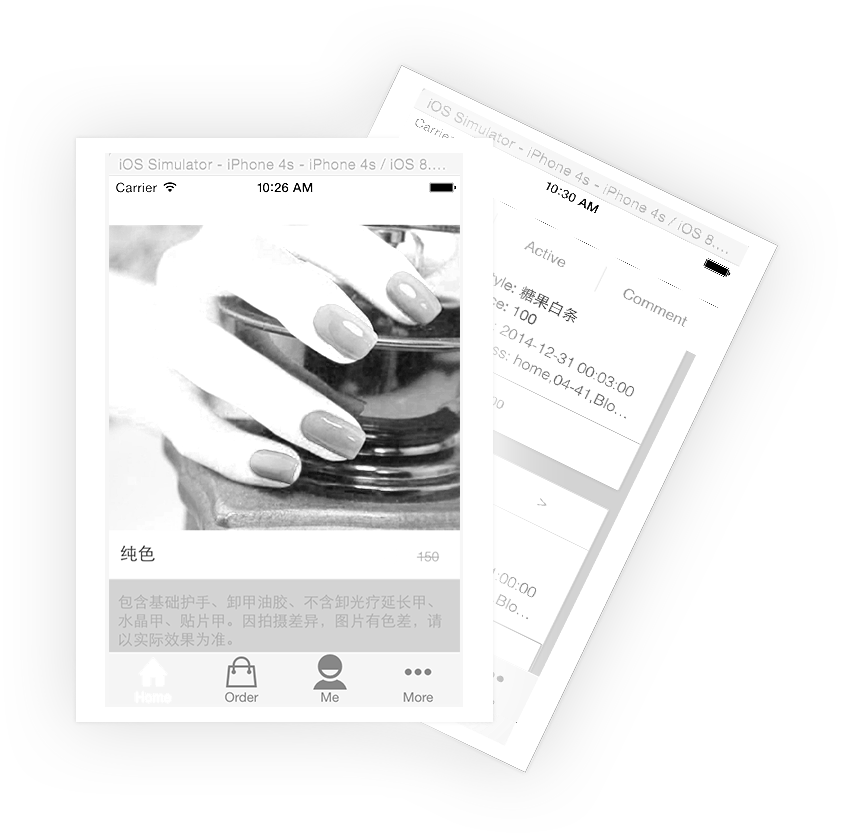 iOS Simulator - iPhone 4s - iPhone 4s / iOS 8....
Carrier
10:26 AM
纯色
150
包含基础护手、卸甲油胶、不含卸光疗延长甲、
水晶甲、贴片甲。因拍摄差异，图片有色差，请
以实际效果为准。
Home
Order
Me
More
iOS Simulator - iPhone 4s - iPhone 4s / iOS 8....
Carrier
10:30 AM
Active
Comment
yle: 糖果白条
ce: 100
: 2014-12-31 00:03:00
ss: home,04-41,Blo...
00
>
:00:00
Blo...